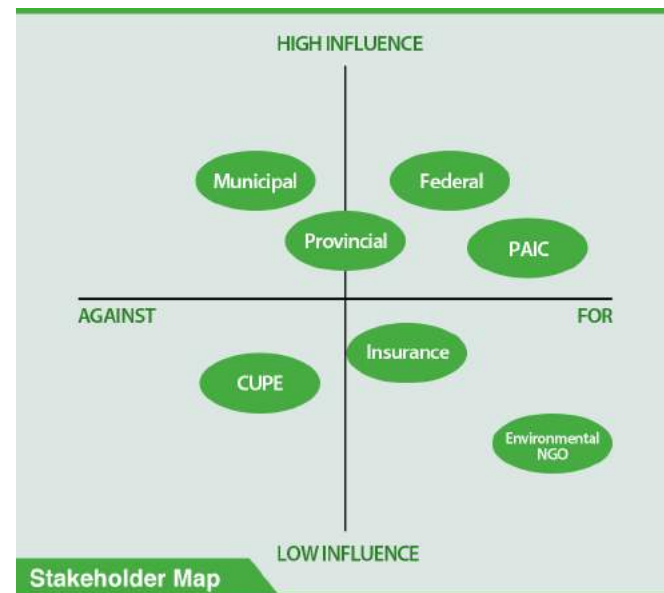 HIGH INFLUENCE
Municipal
Federal
Provincial
PAIC
AGAINST
FOR
Insurance
CUPE
Environmental
NGO
LOW INFLUENCE
Stakeholder Map